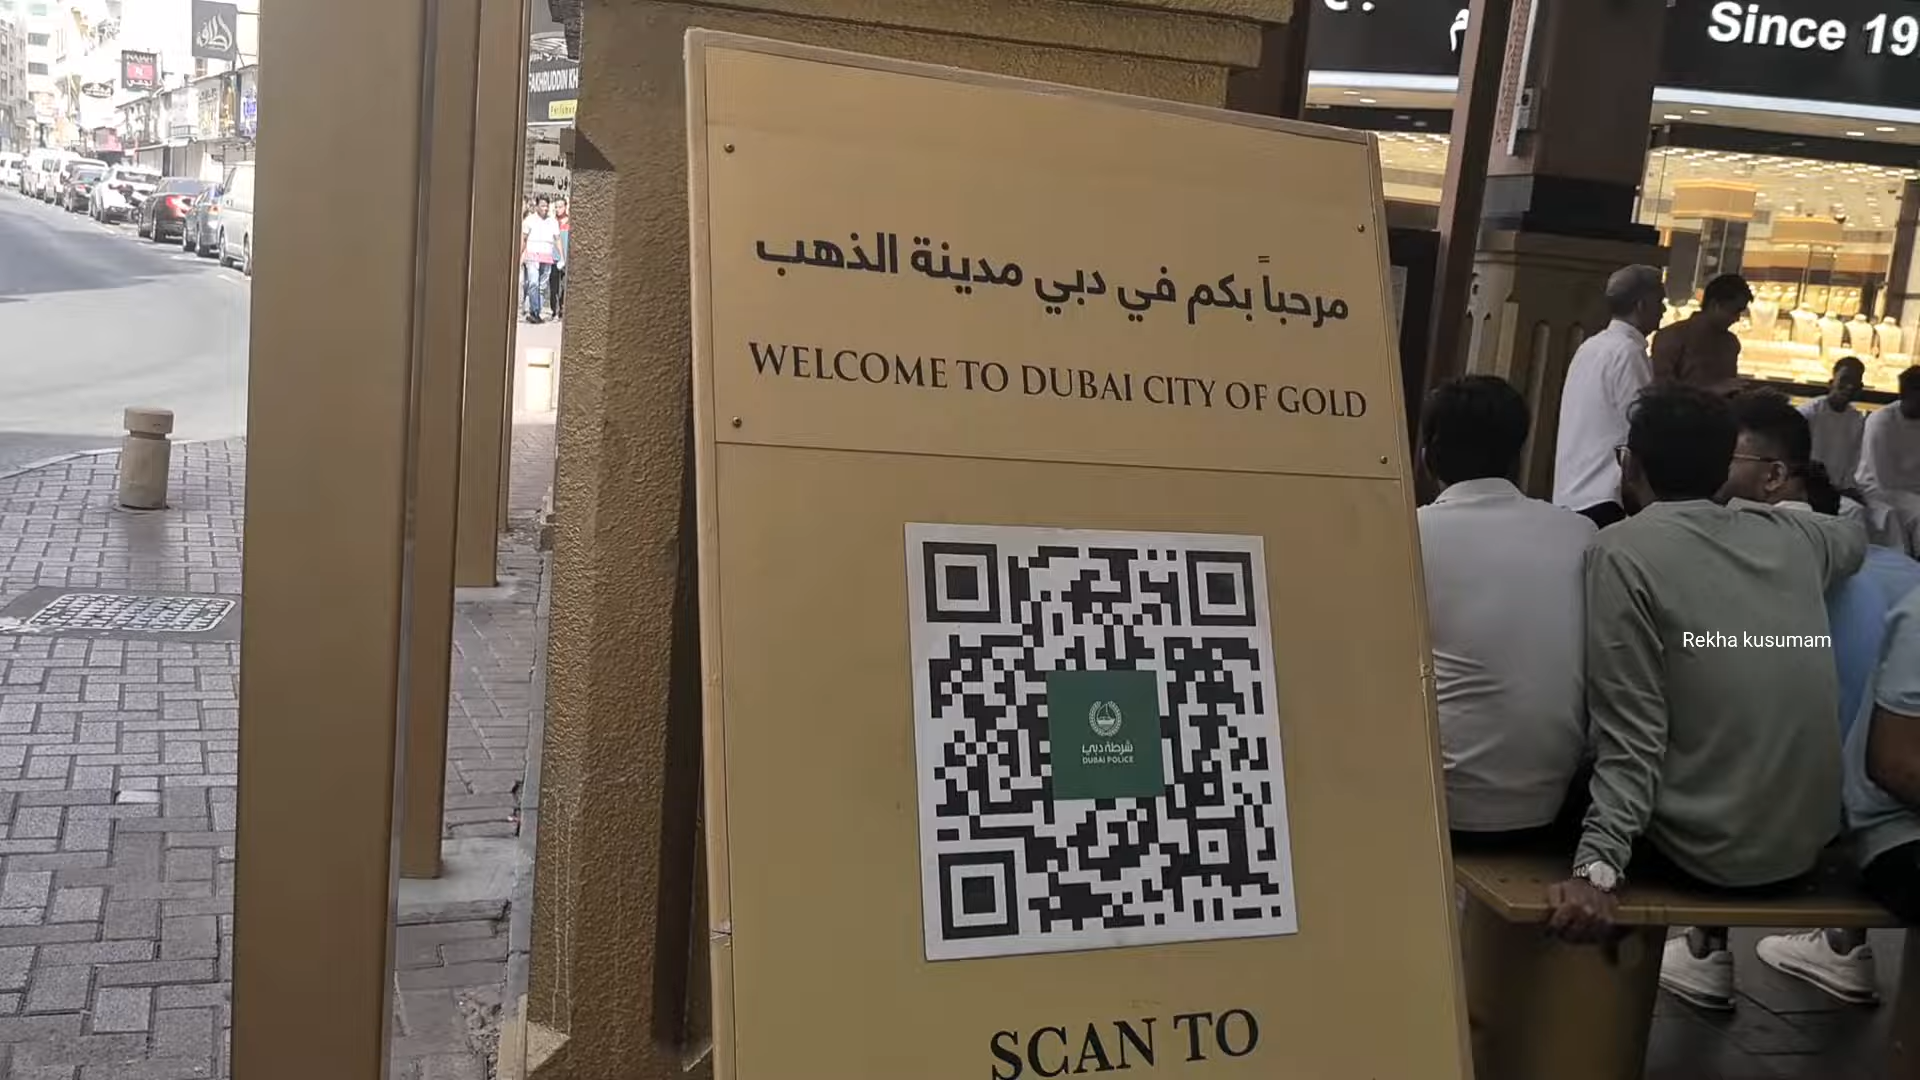 Since 19
مرحباً بكم في دبي مدينة الذهب
WELCOME TO DUBAI CITY OF GOLD
شرطة دبي
DUBAI POLICE
Rekha kusumam
SCAN TO